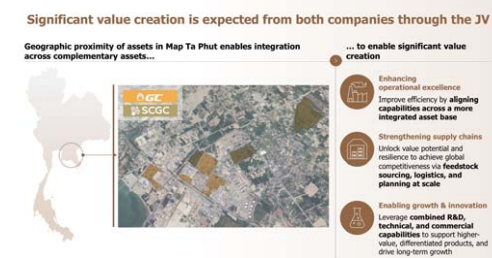 Significant value creation is expected from both companies through the JV
Geographic proximity of assets in Map Ta Phut enables integration
across complementary assets...
... to enable significant value
creation
GC
SCGC
Enhancing
operational excellence
Improve efficiency by aligning
capabilities across a more
integrated asset base
Strengthening supply chains
Unlock value potential and
resilience to achieve global
competitiveness via feedstock
sourcing, logistics, and
planning at scale
Enabling growth & innovation
Leverage combined R&D,
technical, and commercial
capabilities to support higher-
value, differentiated products, and
drive long-term growth